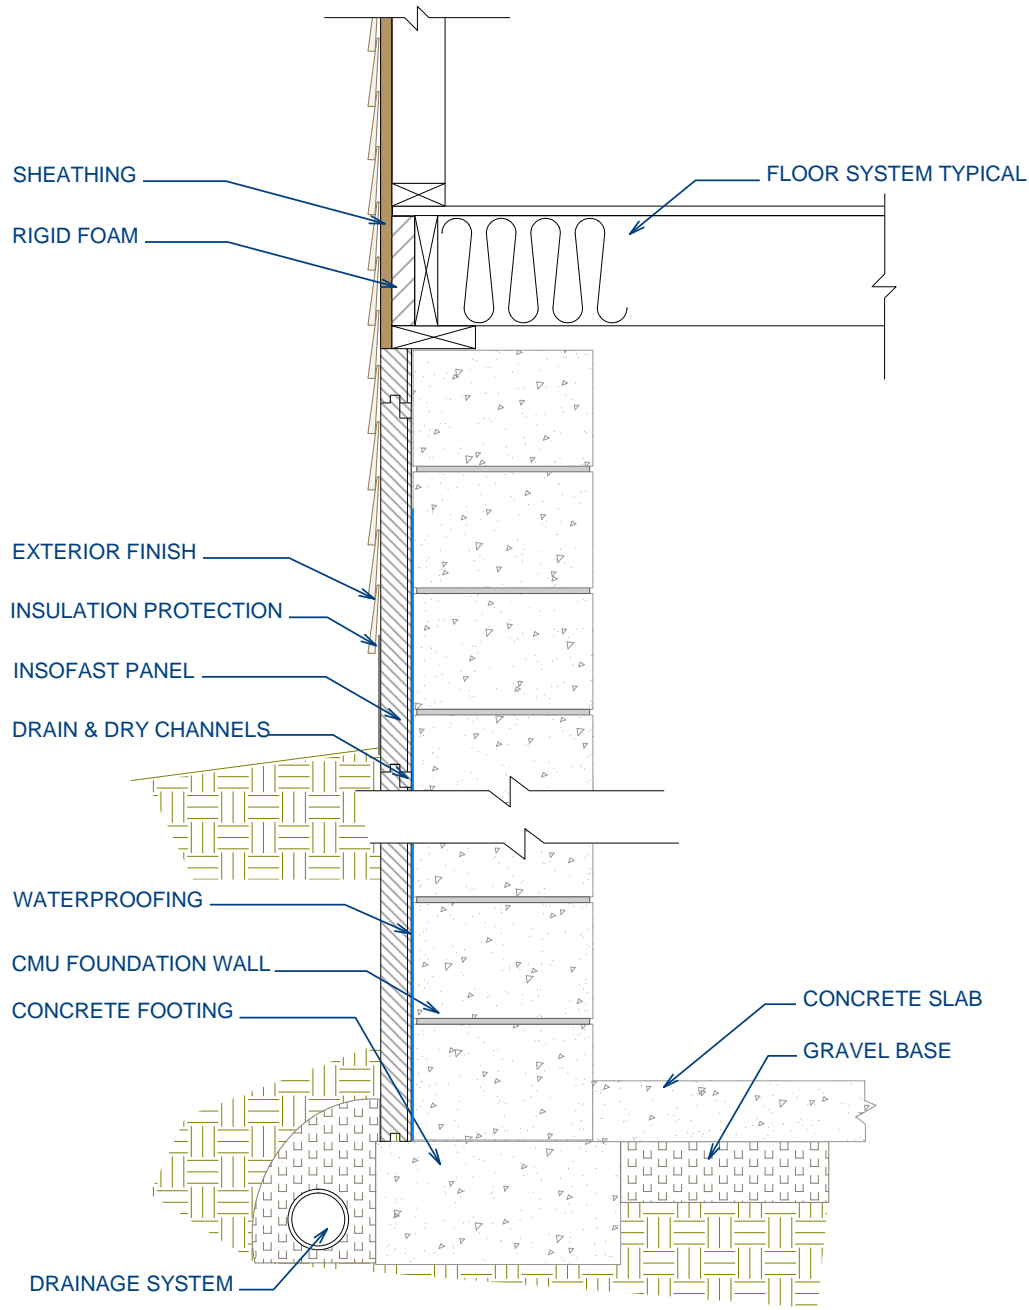 SHEATHING
FLOOR SYSTEM TYPICAL
RIGID FOAM
EXTERIOR FINISH
INSULATION PROTECTION
INSOFAST PANEL
DRAIN & DRY CHANNELS
WATERPROOFING
CMU FOUNDATION WALL
CONCRETE FOOTING
CONCRETE SLAB
GRAVEL BASE
DRAINAGE SYSTEM